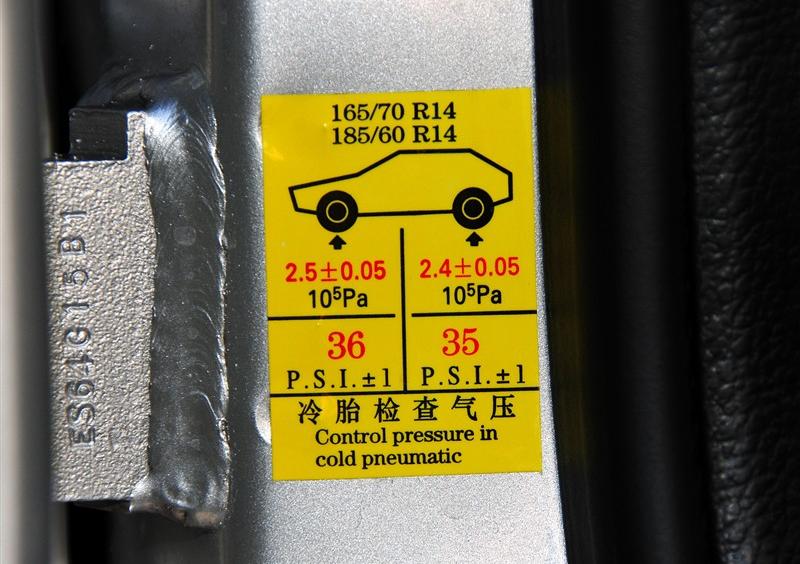 165/70 R14
185/60 R14
2.5±0.05
10⁵Pa
2.4±0.05
10⁵Pa
36
P.S.I.±1
35
P.S.I.±1
冷胎检查气压
Control pressure in
cold pneumatic
ES64G15B1